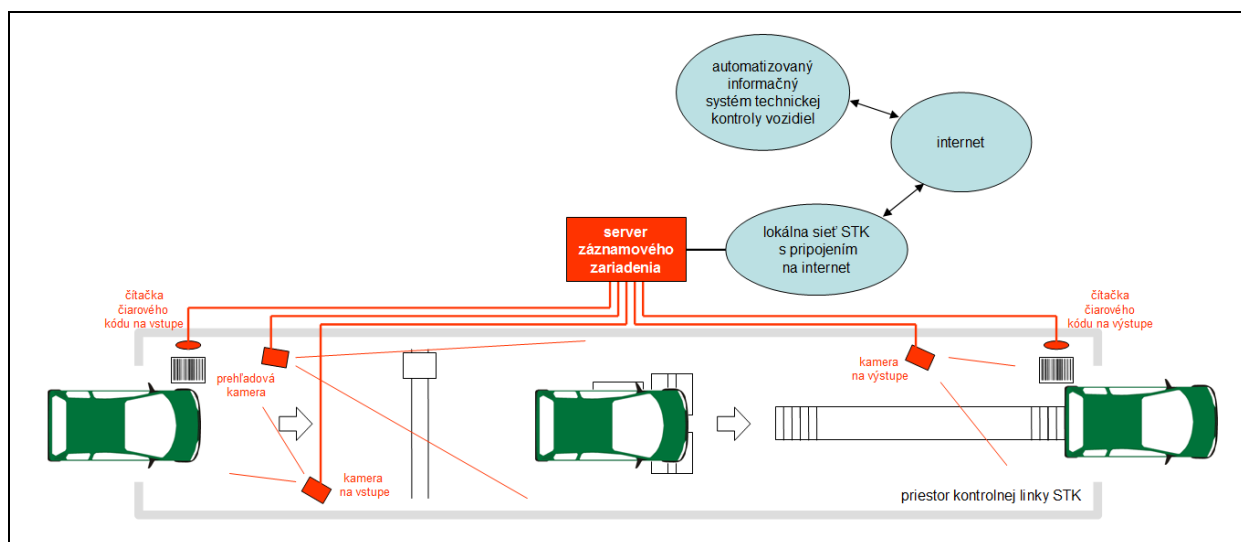 automatizovaný
informačný
systém technickej
kontroly vozidiel
internet
server
záznamového
zariadenia
lokálna sieť STK
s pripojením
na internet
čítačka
čiarového
kódu na vstupe
čítačka
čiarového
kódu na výstupe
prehľadová
kamera
kamera
na výstupe
kamera
na vstupe
priestor kontrolnej linky STK